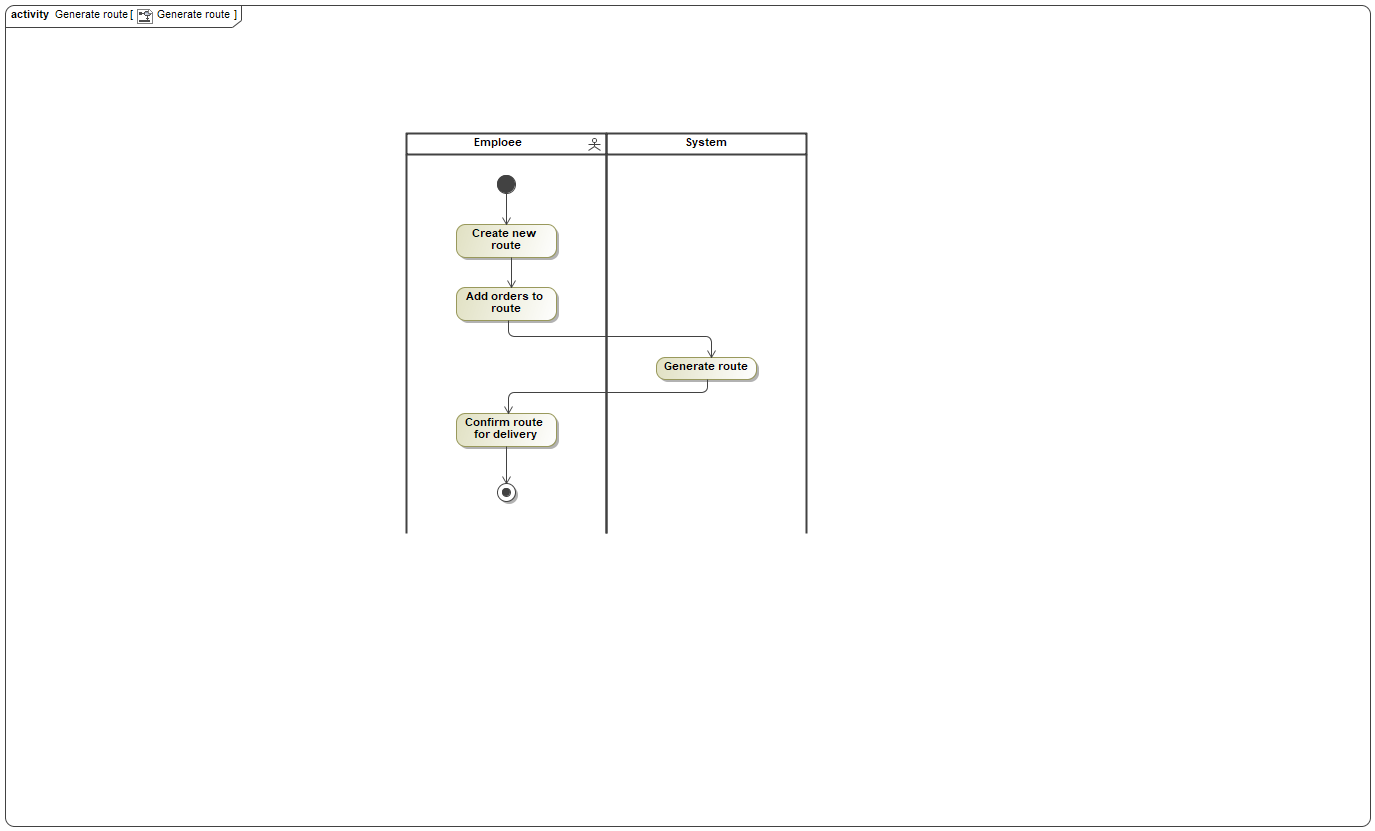 activity Generate route [ Generate route ]
Emploee
System
Create new
route
Add orders to
route
Generate route
Confirm route
for delivery